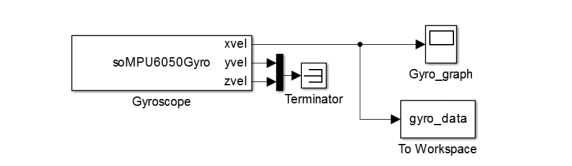 xvel
soMPU6050Gyro
yvel
zvel
Gyroscope
Terminator
Gyro_graph
gyro_data
To Workspace